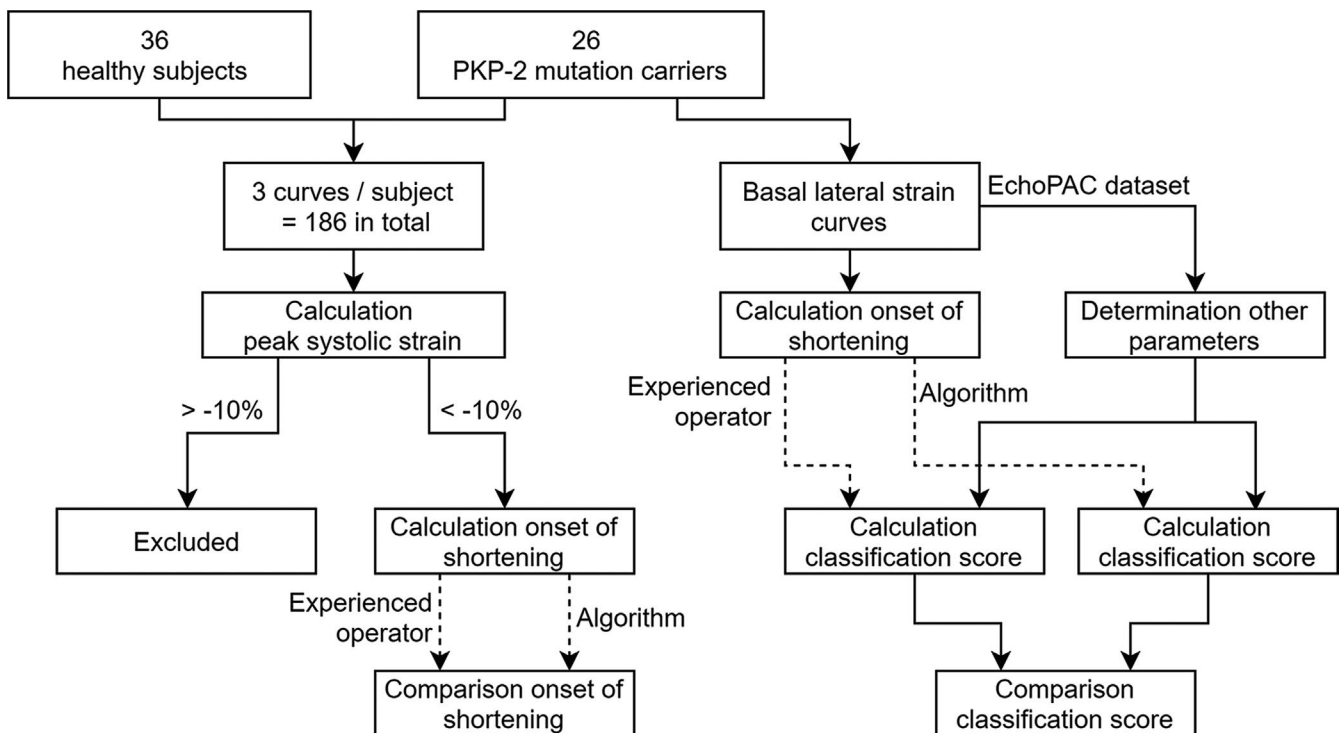 36
healthy subjects
26
PKP-2 mutation carriers
3 curves / subject
= 186 in total
Basal lateral strain
curves
EchoPAC dataset
Calculation
peak systolic strain
Calculation onset of
shortening
Determination other
parameters
> -10%
< -10%
Experienced
operator
Algorithm
Excluded
Calculation onset of
shortening
Calculation
classification score
Calculation
classification score
Experienced
operator
Algorithm
Comparison onset of
shortening
Comparison
classification score